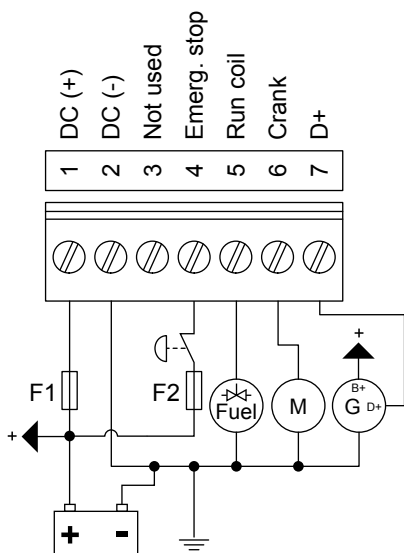 DC (+)
DC (-)
Not used
Emerg. stop
Run coil
Crank
D+
1
2
3
4
5
6
7
F1
F2
+
+
Fuel
M
B+
G D+
+ -